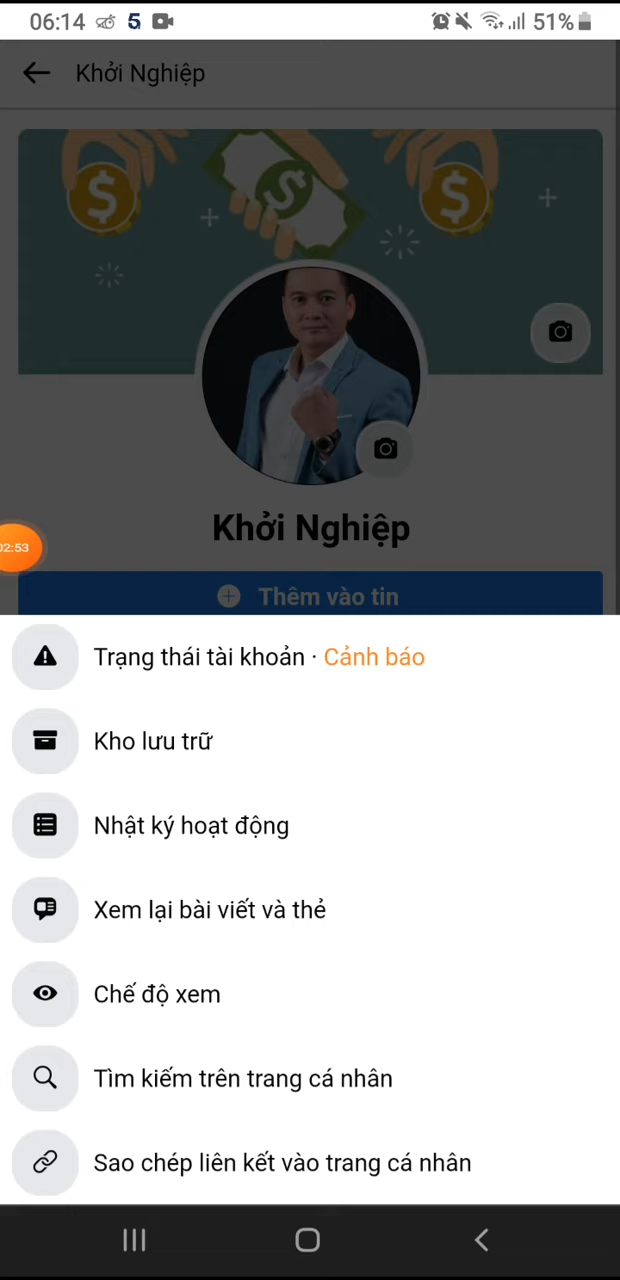 06:14 5 51%
Khởi Nghiệp
$ $ $
Khởi Nghiệp
02:53
Thêm vào tin
Trạng thái tài khoản · Cảnh báo
Kho lưu trữ
Nhật ký hoạt động
Xem lại bài viết và thẻ
Chế độ xem
Tìm kiếm trên trang cá nhân
Sao chép liên kết vào trang cá nhân